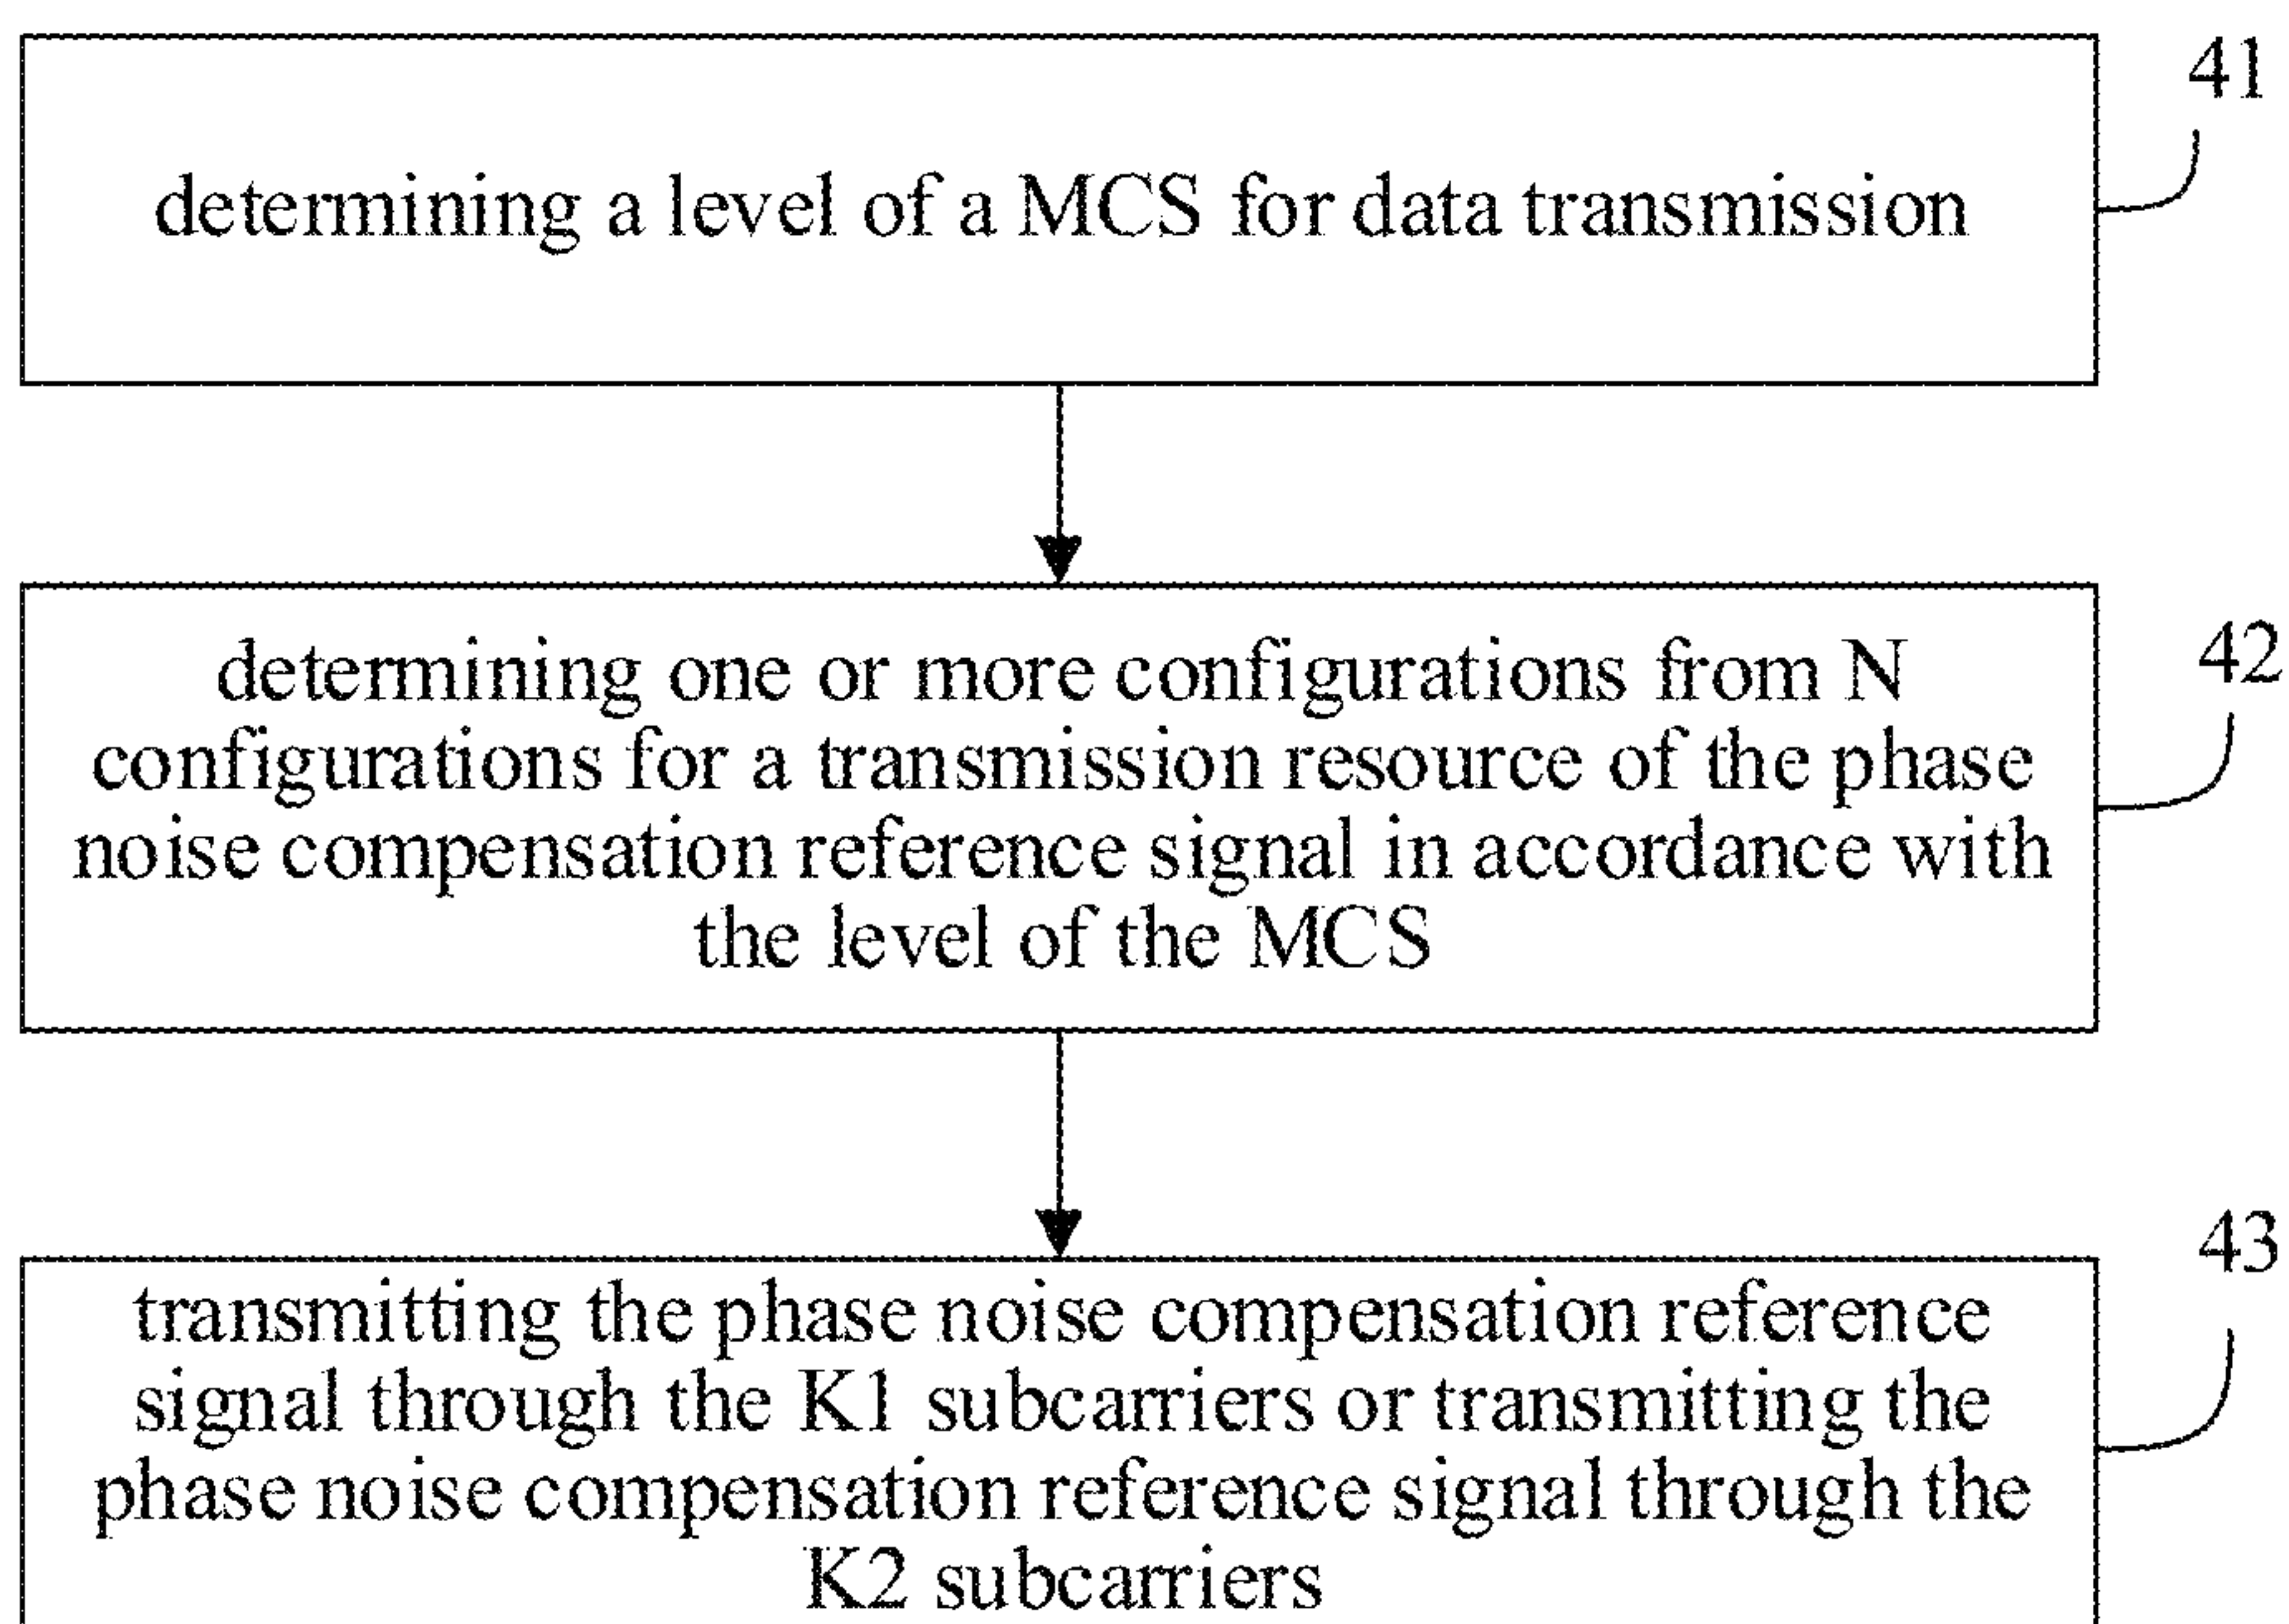 41
determining a level of a MCS for data transmission
42
determining one or more configurations from N
configurations for a transmission resource of the phase
noise compensation reference signal in accordance with
the level of the MCS
43
transmitting the phase noise compensation reference
signal through the K1 subcarriers or transmitting the
phase noise compensation reference signal through the
K2 subcarriers